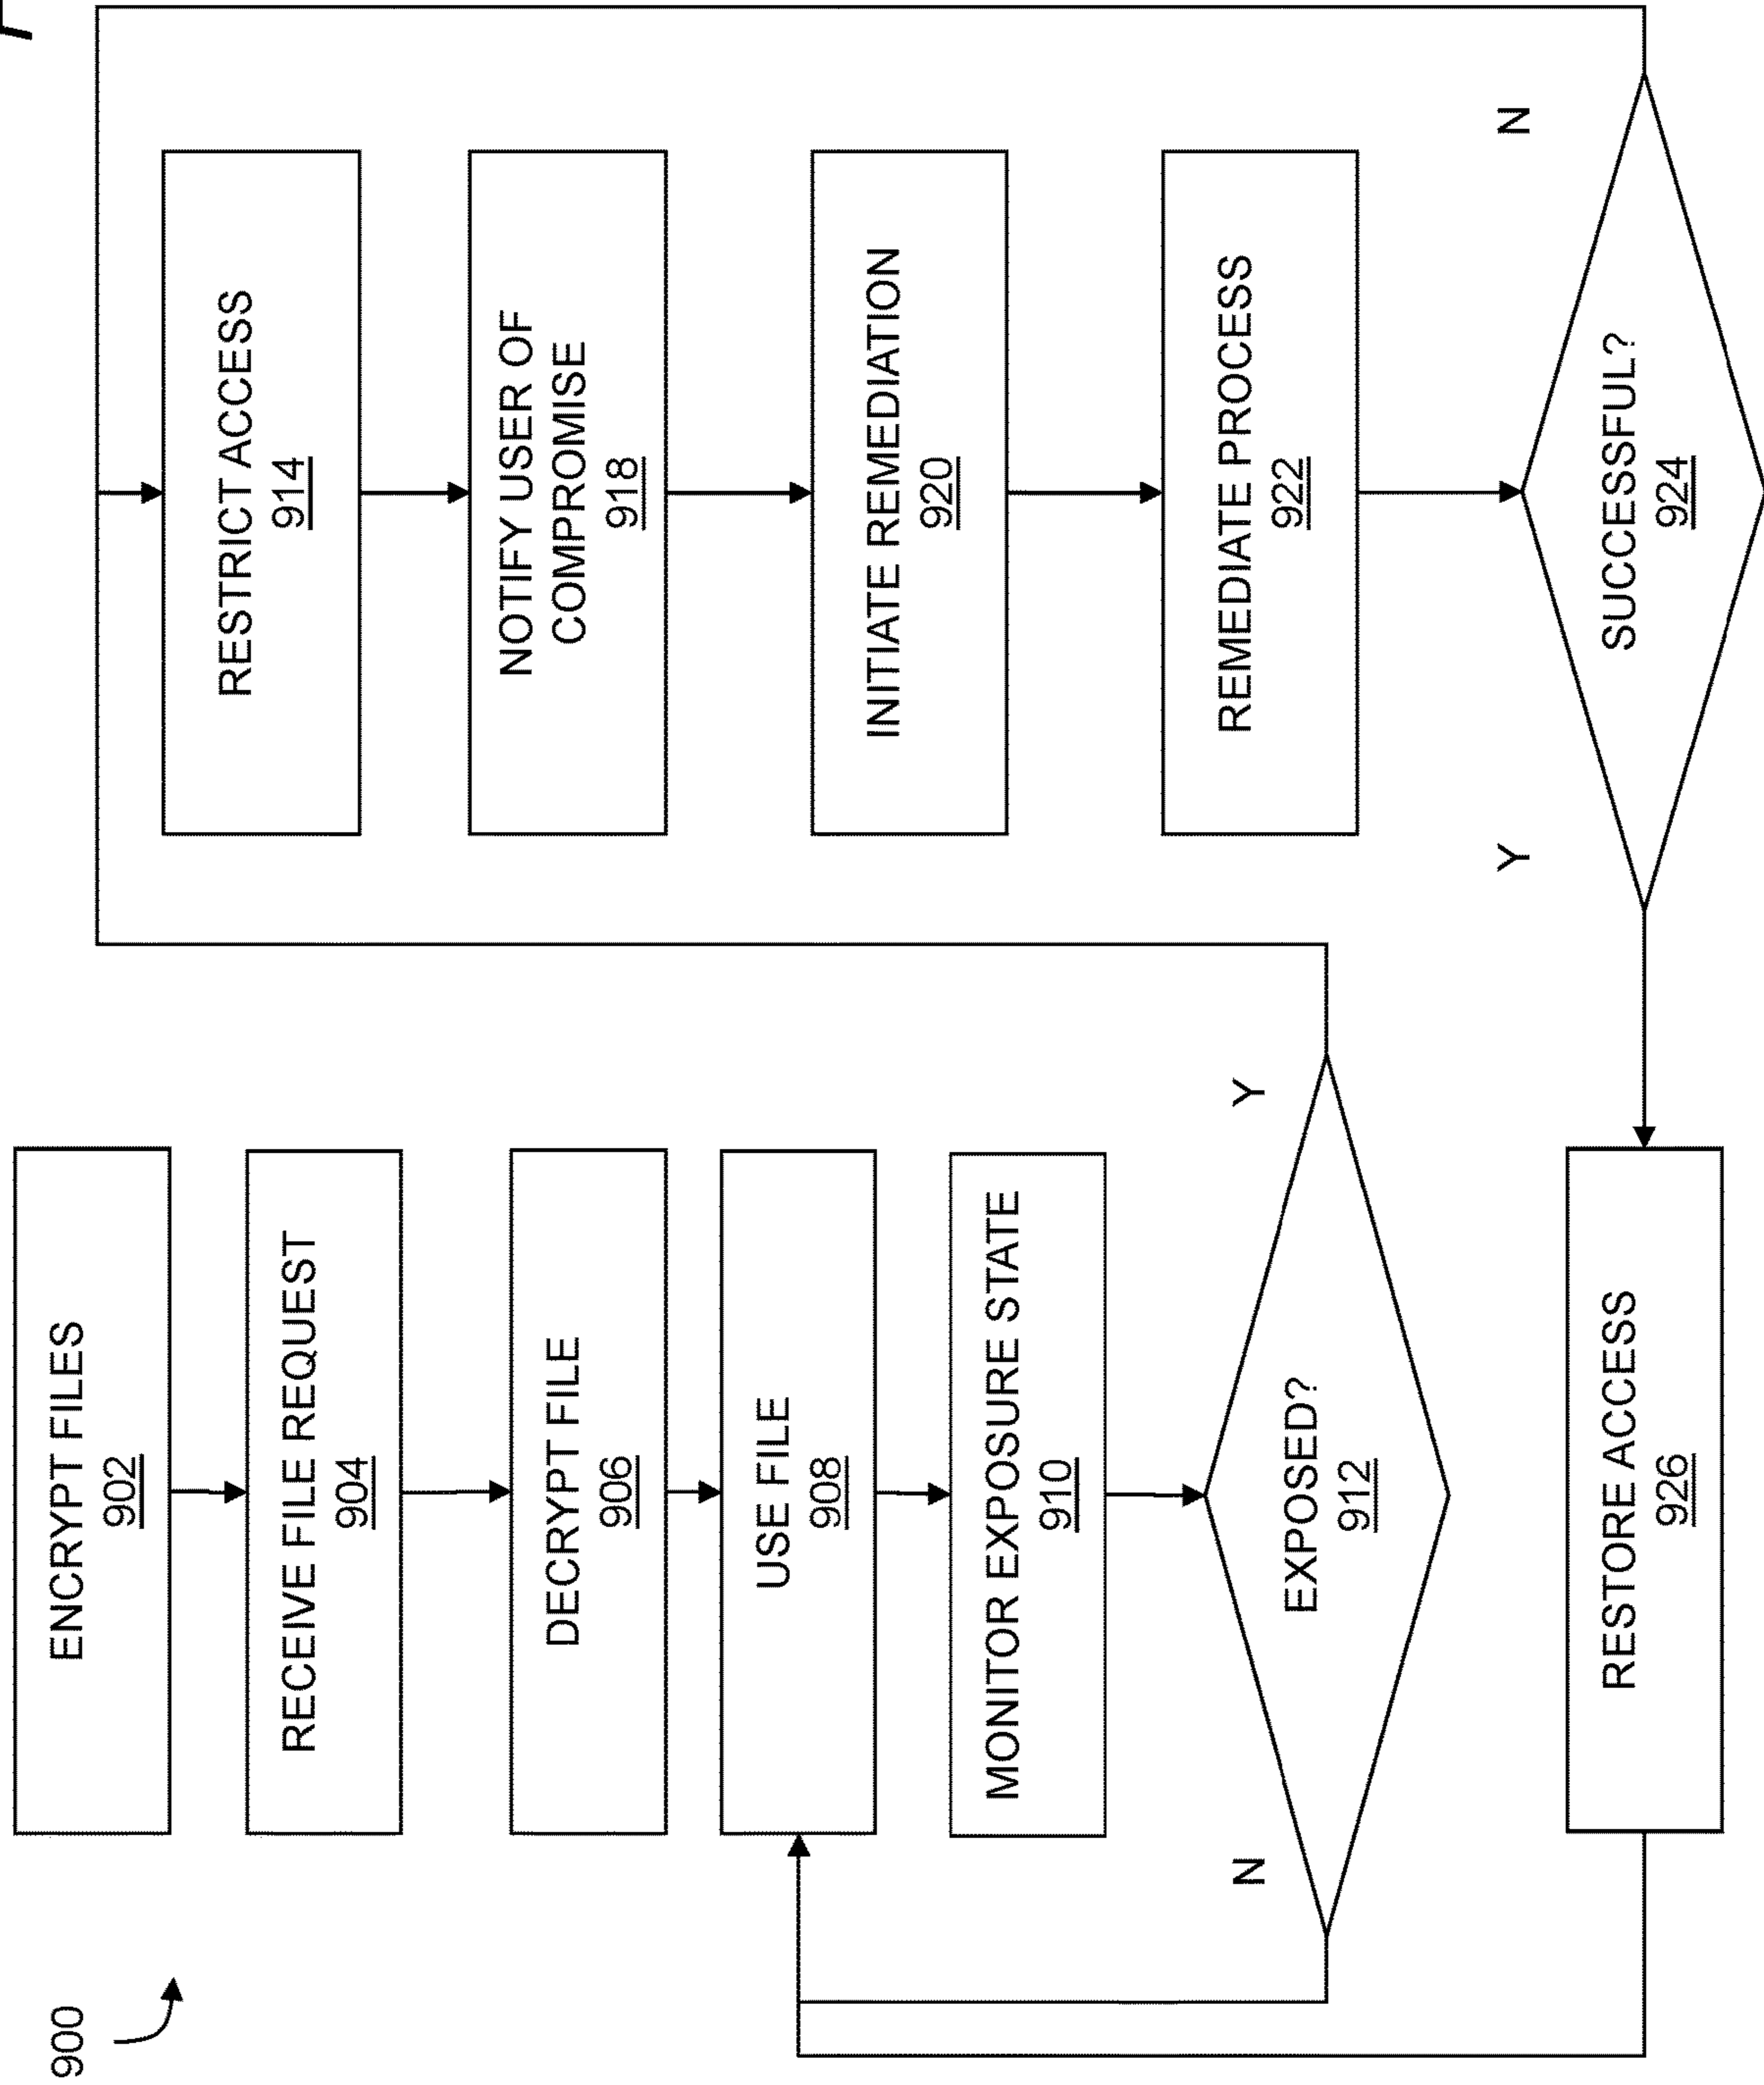 900
ENCRYPT FILES
902
RECEIVE FILE REQUEST
904
DECRYPT FILE
906
USE FILE
908
MONITOR EXPOSURE STATE
910
EXPOSED?
912
N
Y
RESTRICT ACCESS
914
NOTIFY USER OF
COMPROMISE
918
INITIATE REMEDIATION
920
REMEDIATE PROCESS
922
SUCCESSFUL?
924
Y
N
RESTORE ACCESS
926